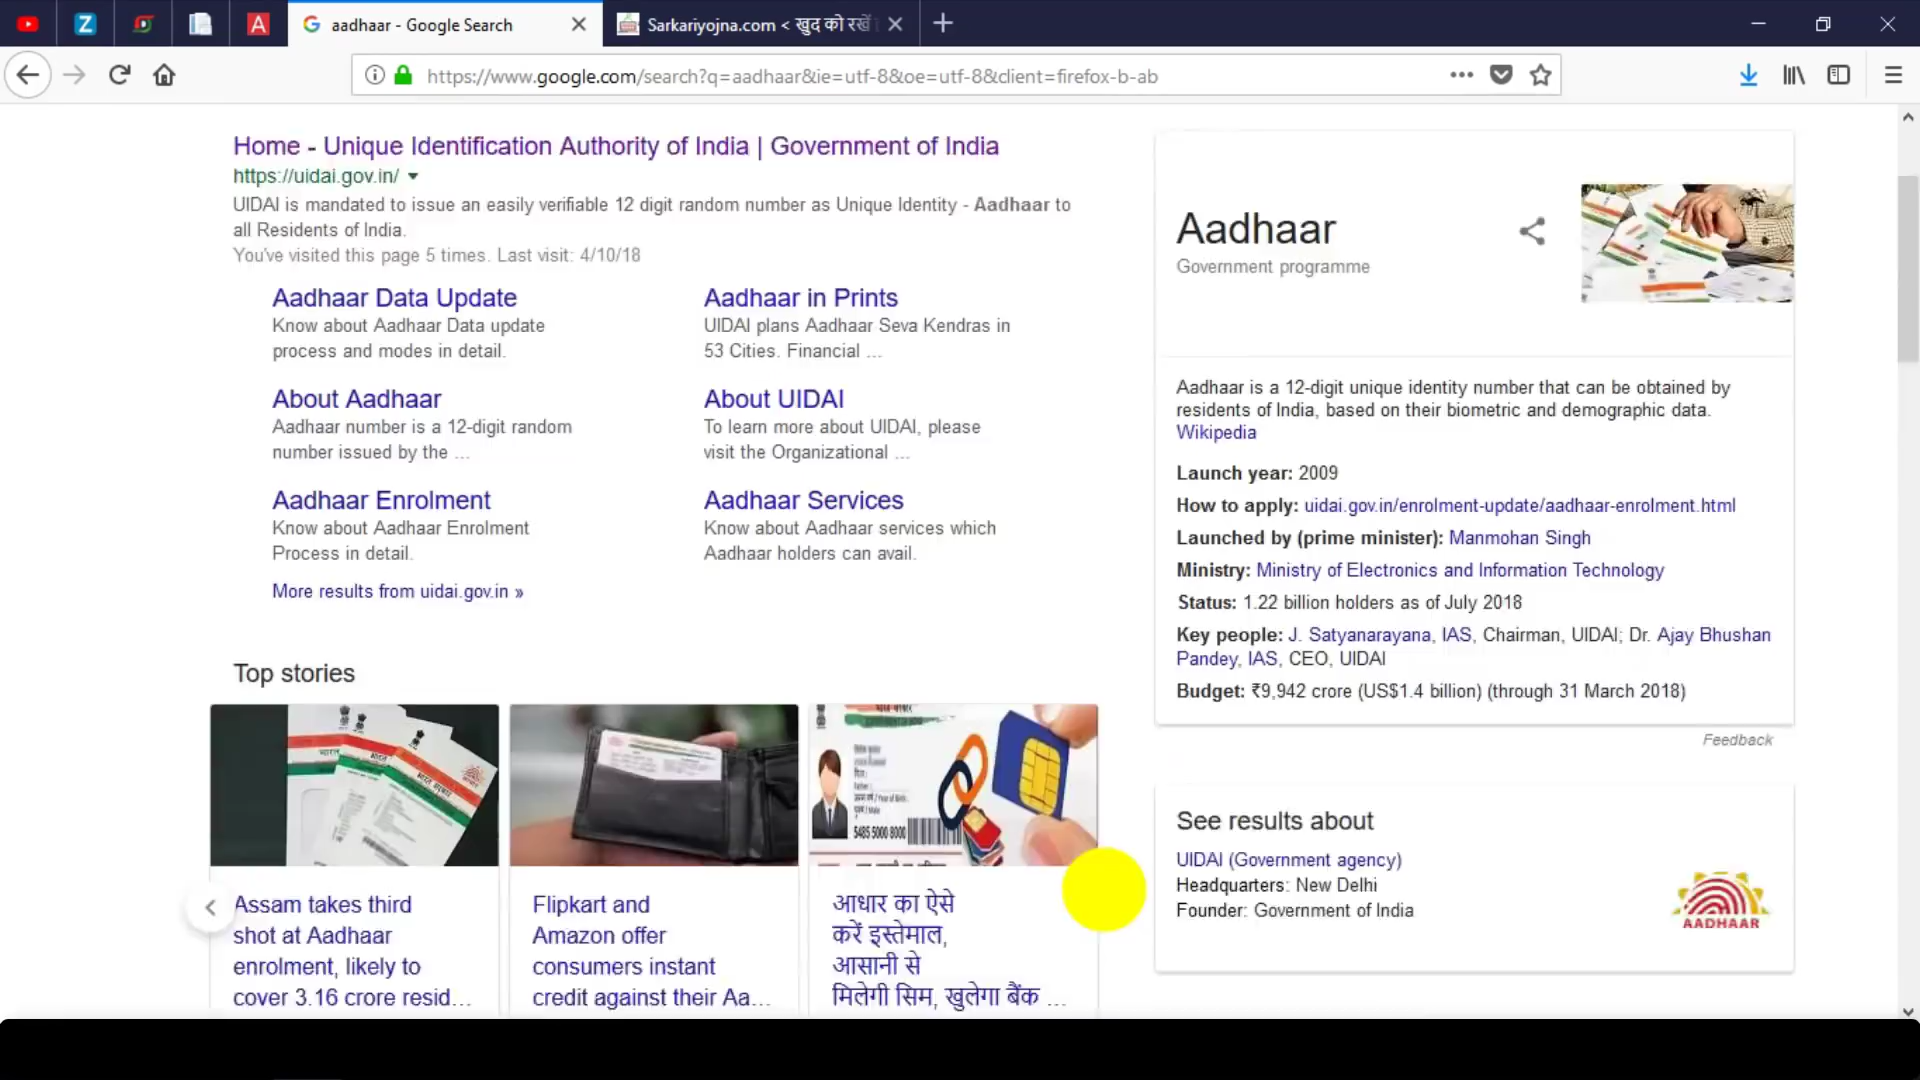 aadhaar - Google Search
Sarkariyojna.com < खुद को रखें
https://www.google.com/search?q=aadhaar&ie=utf-8&oe=utf-8&client=firefox-b-ab
Home - Unique Identification Authority of India | Government of India
https://uidai.gov.in/
UIDAI is mandated to issue an easily verifiable 12 digit random number as Unique Identity - Aadhaar to
all Residents of India.
You've visited this page 5 times. Last visit: 4/10/18
Aadhaar Data Update
Know about Aadhaar Data update
process and modes in detail.
Aadhaar in Prints
UIDAI plans Aadhaar Seva Kendras in
53 Cities. Financial ...
About Aadhaar
Aadhaar number is a 12-digit random
number issued by the ...
About UIDAI
To learn more about UIDAI, please
visit the Organizational ...
Aadhaar Enrolment
Know about Aadhaar Enrolment
Process in detail.
Aadhaar Services
Know about Aadhaar services which
Aadhaar holders can avail.
More results from uidai.gov.in »
Top stories
5485 5000 8000
Assam takes third
shot at Aadhaar
enrolment, likely to
cover 3.16 crore resid...
Flipkart and
Amazon offer
consumers instant
credit against their Aa...
आधार का ऐसे
करें इस्तेमाल,
आसानी से
मिलेगी सिम, खुलेगा बैंक ...
Aadhaar
Government programme
Aadhaar is a 12-digit unique identity number that can be obtained by
residents of India, based on their biometric and demographic data.
Wikipedia
Launch year: 2009
How to apply: uidai.gov.in/enrolment-update/aadhaar-enrolment.html
Launched by (prime minister): Manmohan Singh
Ministry: Ministry of Electronics and Information Technology
Status: 1.22 billion holders as of July 2018
Key people: J. Satyanarayana, IAS, Chairman, UIDAI; Dr. Ajay Bhushan
Pandey, IAS, CEO, UIDAI
Budget: ₹9,942 crore (US$1.4 billion) (through 31 March 2018)
Feedback
See results about
UIDAI (Government agency)
Headquarters: New Delhi
Founder: Government of India
AADHAAR